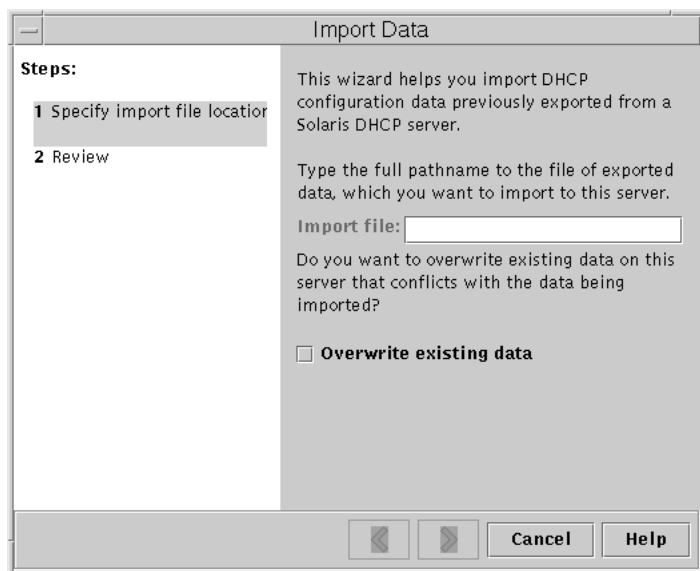 Import Data
Steps:
1 Specify import file location
2 Review
This wizard helps you import DHCP
configuration data previously exported from a
Solaris DHCP server.
Type the full pathname to the file of exported
data, which you want to import to this server.
Import file:
Do you want to overwrite existing data on this
server that conflicts with the data being
imported?
Overwrite existing data
Cancel
Help